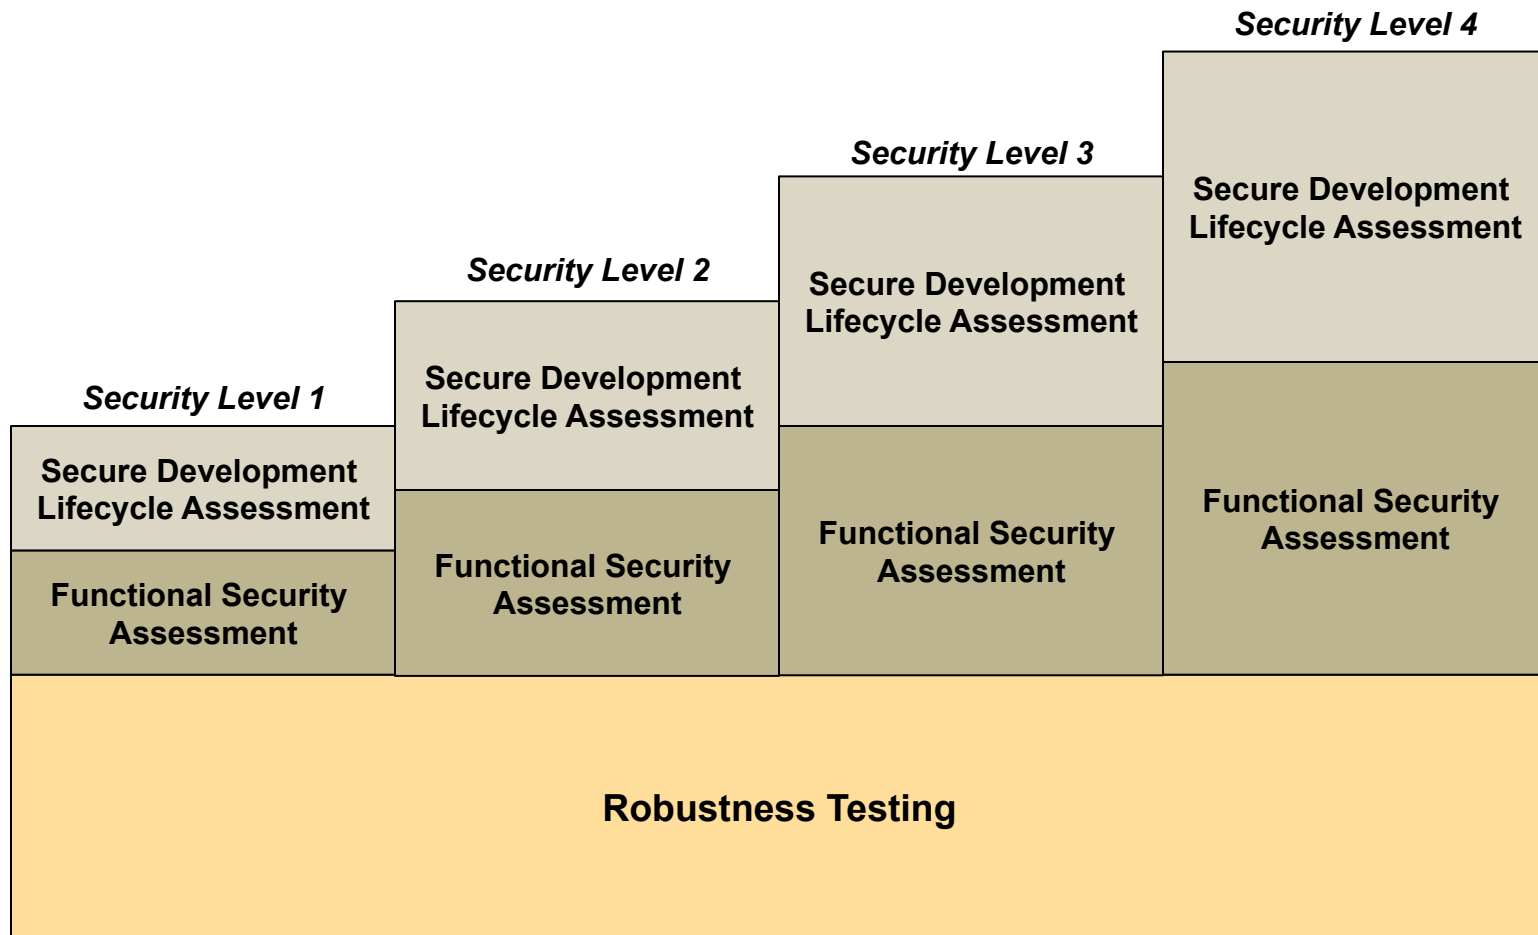 Security Level 1
Secure Development
Lifecycle Assessment
Functional Security
Assessment
Security Level 2
Secure Development
Lifecycle Assessment
Functional Security
Assessment
Security Level 3
Secure Development
Lifecycle Assessment
Functional Security
Assessment
Security Level 4
Secure Development
Lifecycle Assessment
Functional Security
Assessment
Robustness Testing